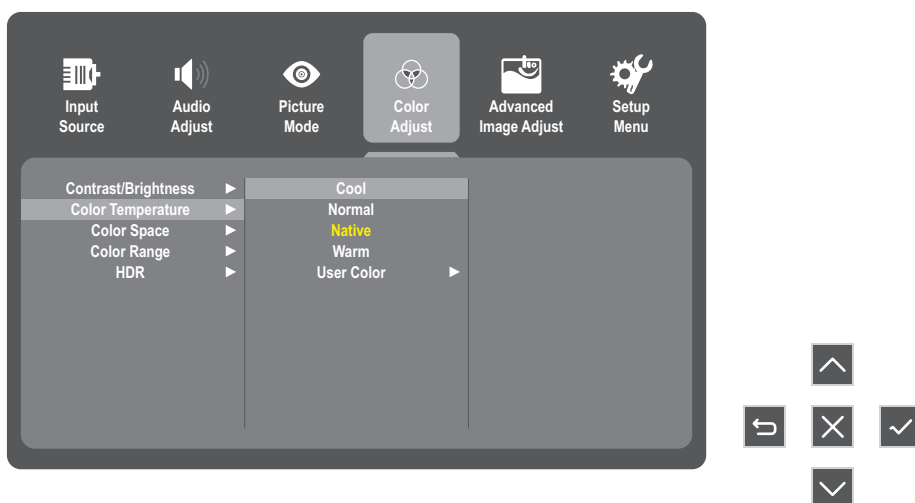 Input Source
Audio Adjust
Picture Mode
Color Adjust
Advanced Image Adjust
Setup Menu
Contrast/Brightness
Color Temperature
Color Space
Color Range
HDR
Cool
Normal
Native
Warm
User Color